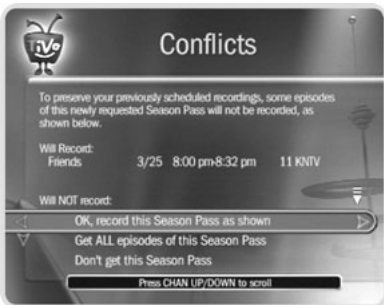 TiVo
Conflicts
To preserve your previously scheduled recordings, some episodes
of this newly requested Season Pass will not be recorded, as
shown below.
Will Record:
Friends 3/25 8:00 pm-8:32 pm 11 KNTV
Will NOT record:
OK, record this Season Pass as shown
Get ALL episodes of this Season Pass
Don't get this Season Pass
Press CHAN UP/DOWN to scroll